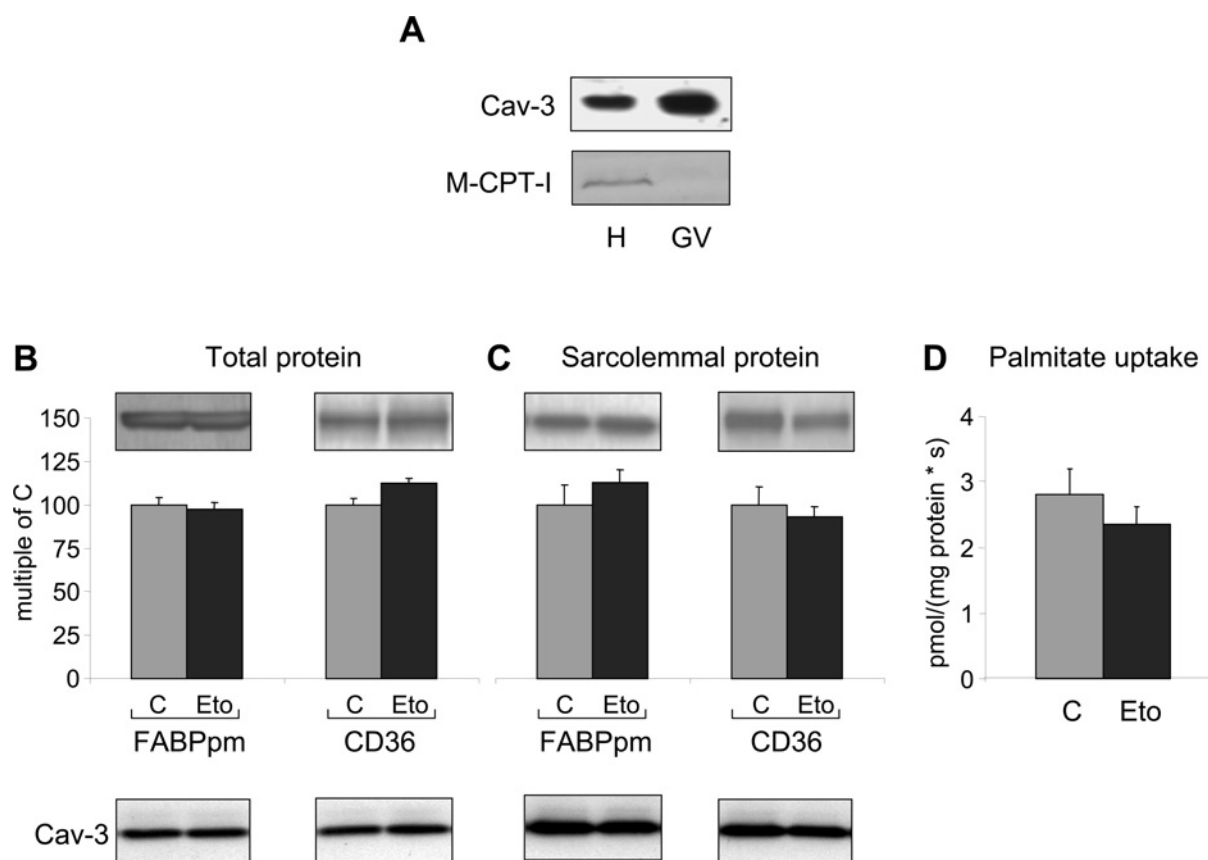 A
Cav-3
M-CPT-I
H GV
B Total protein
C Sarcolemmal protein
D Palmitate uptake
multiple of C
150
125
100
75
50
25
0
C Eto C Eto C Eto C Eto
FABPpm CD36 FABPpm CD36
Cav-3
pmol/(mg protein * s)
4
3
2
1
0
C Eto